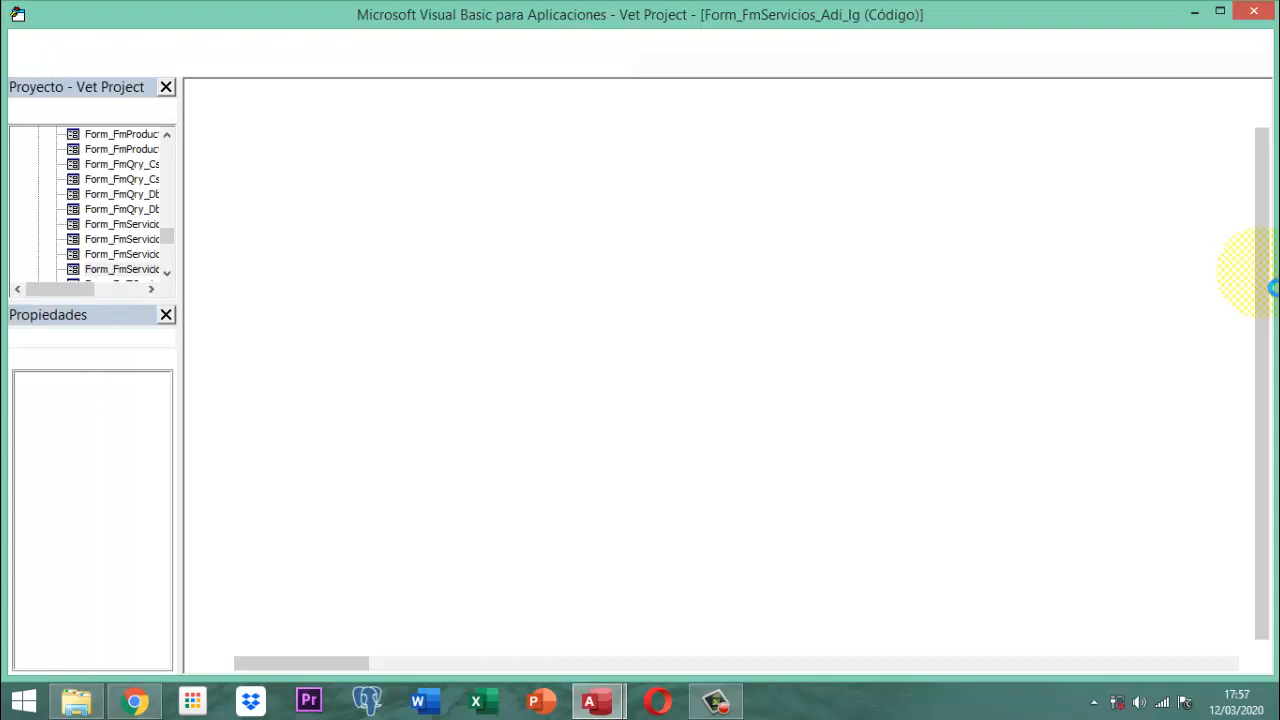 Microsoft Visual Basic para Aplicaciones - Vet Project - [Form_FmServicios_Adi_Ig (Código)]
Proyecto - Vet Project
Form_FmProduc
Form_FmProduc
Form_FmQry_Cs
Form_FmQry_Cs
Form_FmQry_Db
Form_FmQry_Db
Form_FmServicio
Form_FmServicio
Form_FmServicio
Form_FmServicio
Propiedades
Pr
W
X
P
A
17:57
12/03/2020